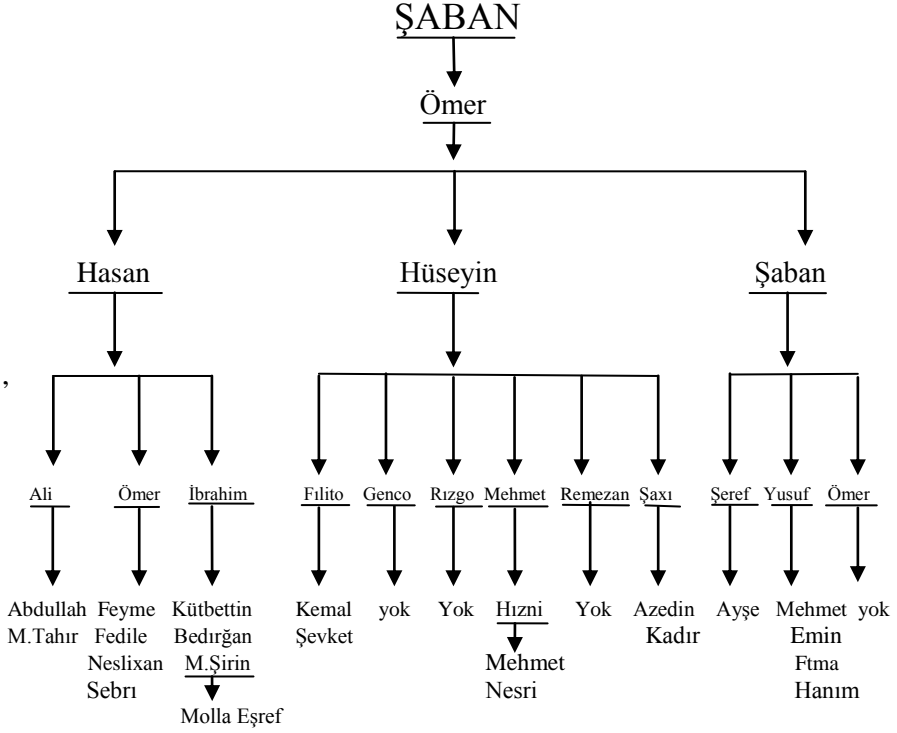 ŞABAN
Ömer
Hasan Hüseyin Şaban
,
Ali Ömer İbrahim Fılito Genco Rızgo Mehmet Remezan Şaxı Şeref Yusuf Ömer
Abdullah Feyme Kütbettin Kemal yok Yok Hızni Yok Azedin Ayşe Mehmet yok
M.Tahır Fedile Bedırğan Şevket Kadır Emin
Neslixan M.Şirin Mehmet Ftma
Sebrı Nesri Hanım
Molla Eşref